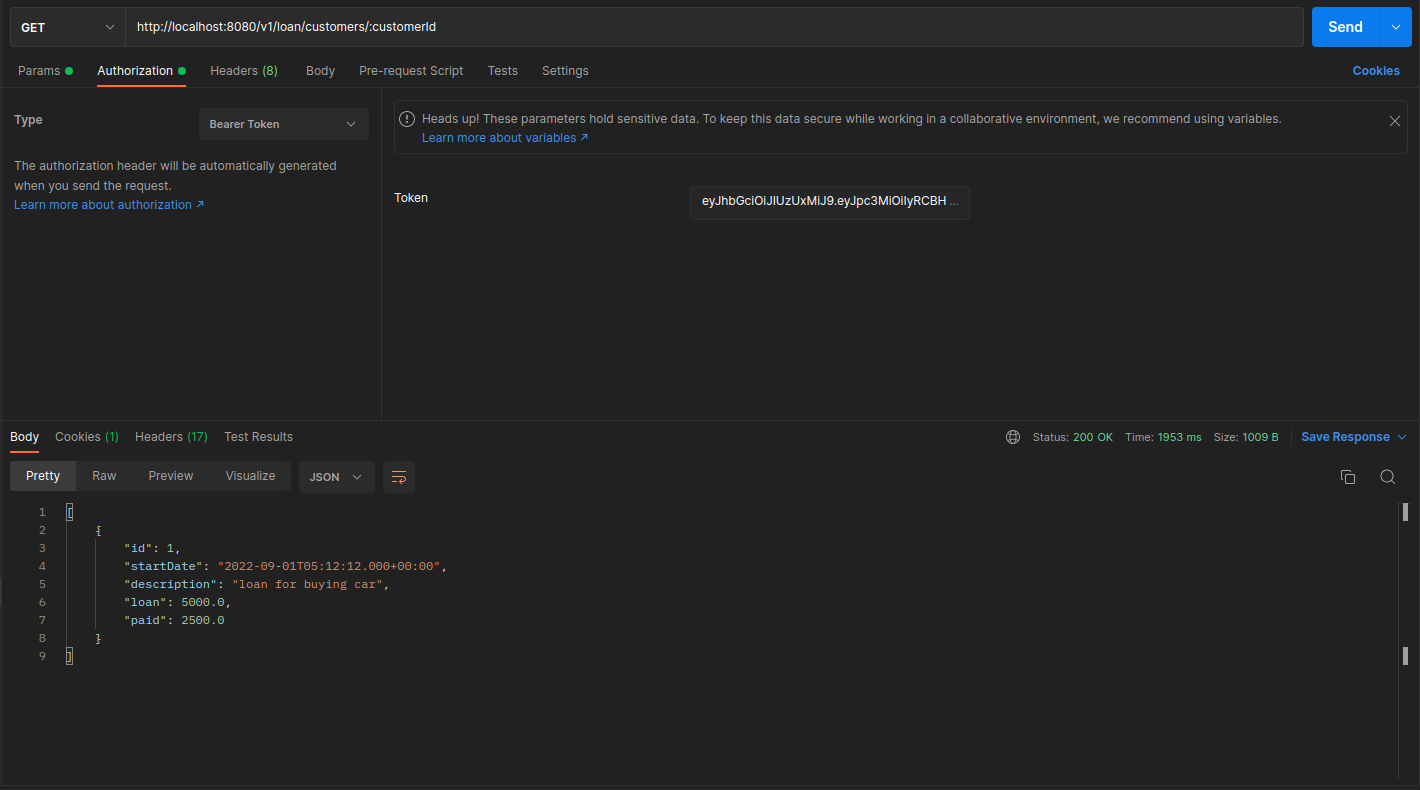 GET http://localhost:8080/v1/loan/customers/:customerId Send
Params Authorization Headers (8) Body Pre-request Script Tests Settings Cookies
Type Bearer Token
The authorization header will be automatically generated
when you send the request.
Learn more about authorization ↗
Heads up! These parameters hold sensitive data. To keep this data secure while working in a collaborative environment, we recommend using variables.
Learn more about variables ↗
Token eyJhbGciOiJIUzUxMiJ9.eyJpc3MiOiIyRCBH ...
Body Cookies (1) Headers (17) Test Results Status: 200 OK Time: 1953 ms Size: 1009 B Save Response
Pretty Raw Preview Visualize JSON
1 [
2 {
3 "id": 1,
4 "startDate": "2022-09-01T05:12:12.000+00:00",
5 "description": "loan for buying car",
6 "loan": 5000.0,
7 "paid": 2500.0
8 }
9 ]